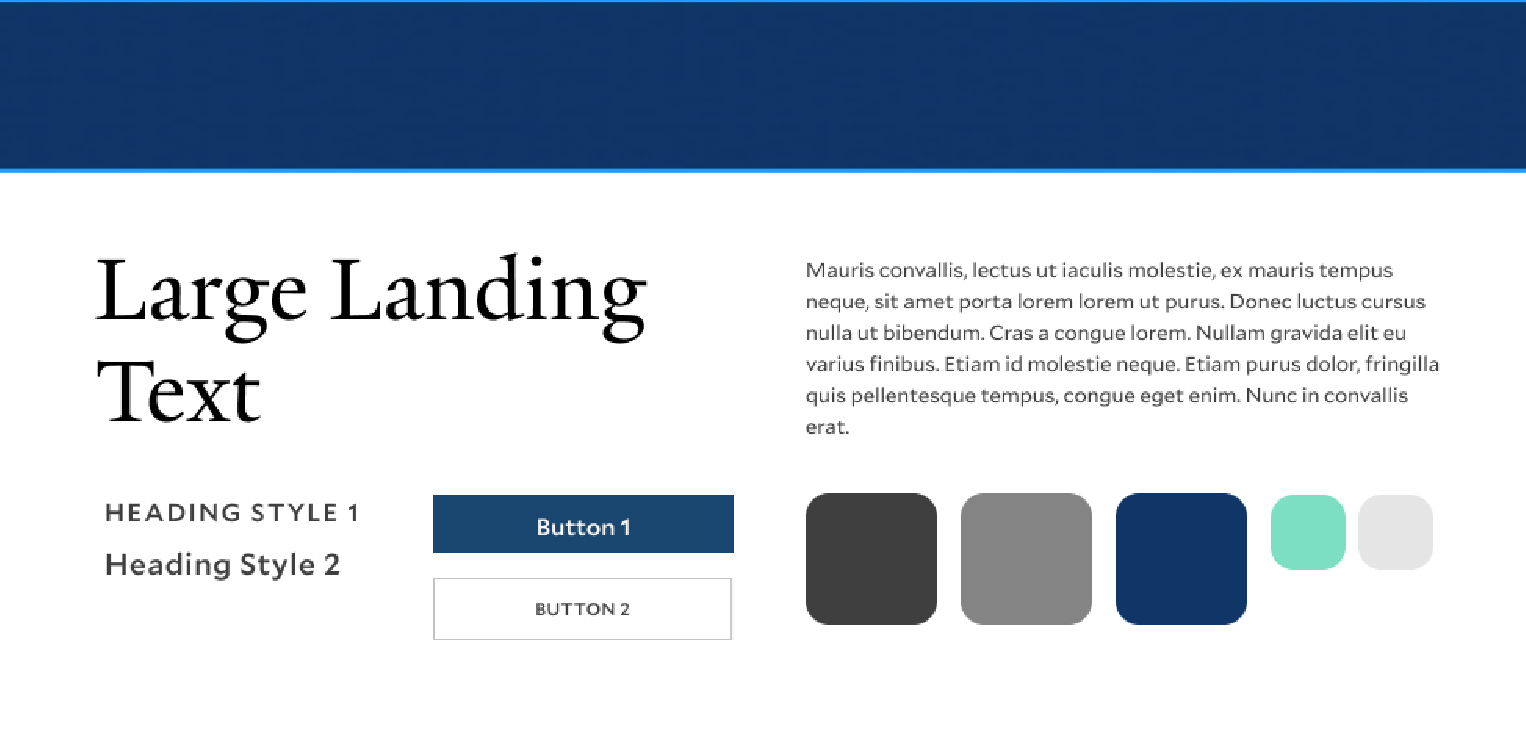 Large Landing
Text
Mauris convallis, lectus ut iaculis molestie, ex mauris tempus
neque, sit amet porta lorem lorem ut purus. Donec luctus cursus
nulla ut bibendum. Cras a congue lorem. Nullam gravida elit eu
varius finibus. Etiam id molestie neque. Etiam purus dolor, fringilla
quis pellentesque tempus, congue eget enim. Nunc in convallis
erat.
HEADING STYLE 1
Heading Style 2
Button 1
BUTTON 2